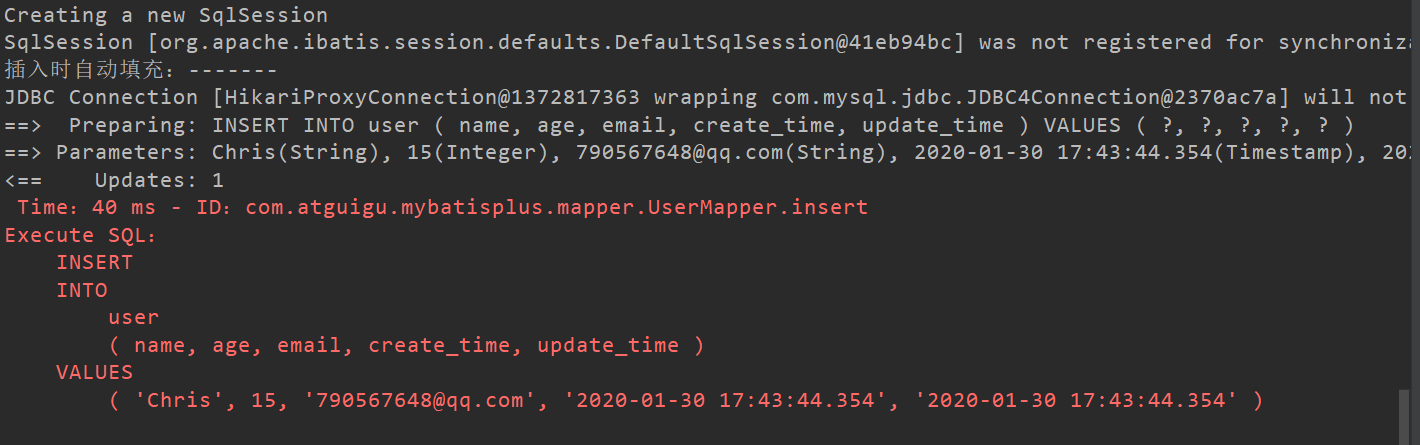 Creating a new SqlSession
SqlSession [org.apache.ibatis.session.defaults.DefaultSqlSession@41eb94bc] was not registered for
插入时自动填充：-------
JDBC Connection [HikariProxyConnection@1372817363 wrapping com.mysql.jdbc.JDBC4Connection@2370ac7a] will not
==>  Preparing: INSERT INTO user ( name, age, email, create_time, update_time ) VALUES ( ?, ?, ?, ?, ? )
==> Parameters: Chris(String), 15(Integer), 790567648@qq.com(String), 2020-01-30 17:43:44.354(Timestamp),
<==    Updates: 1
 Time：40 ms - ID：com.atguigu.mybatisplus.mapper.UserMapper.insert
Execute SQL：
    INSERT
    INTO
        user
        ( name, age, email, create_time, update_time )
    VALUES
        ( 'Chris', 15, '790567648@qq.com', '2020-01-30 17:43:44.354', '2020-01-30 17:43:44.354' )